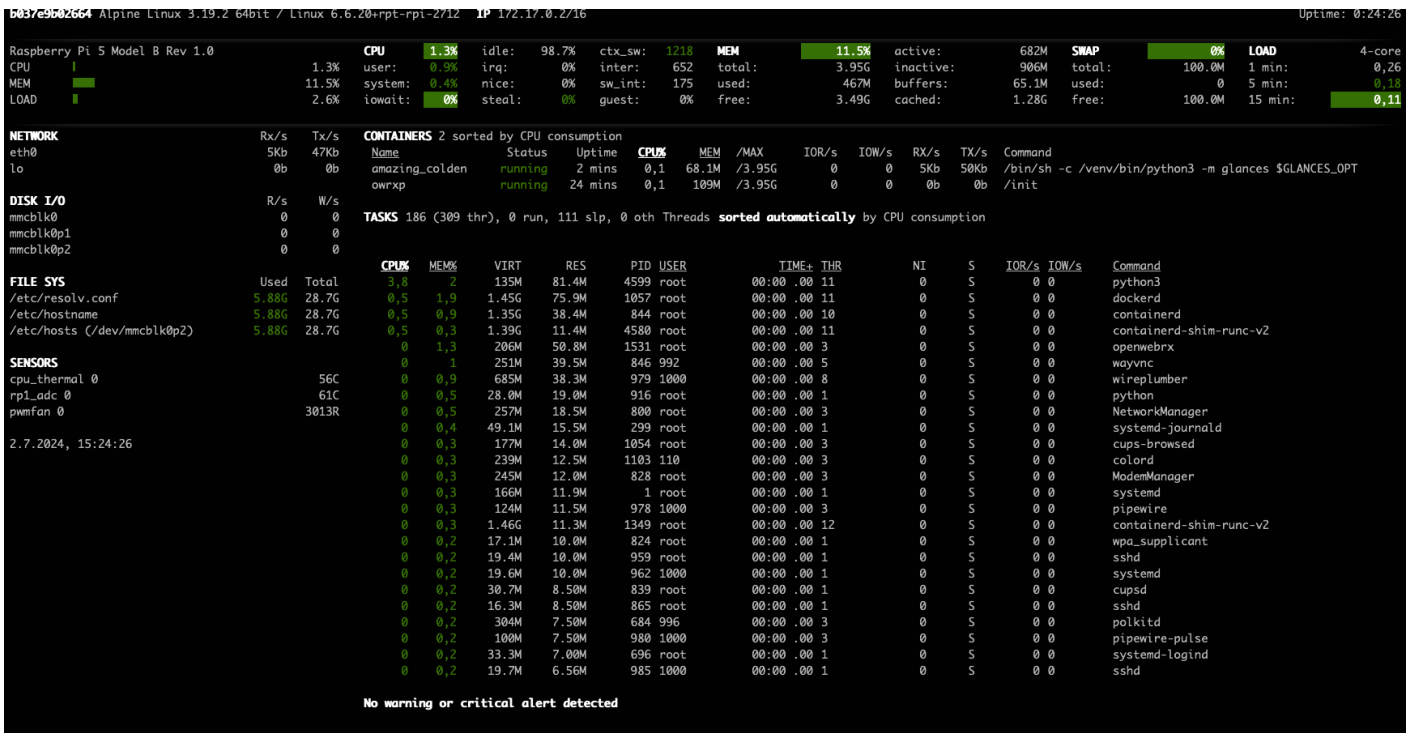 b037e9b02664 Alpine Linux 3.19.2 64bit / Linux 6.6.20+rpt-rpi-2712 IP 172.17.0.2/16 Uptime: 0:24:26
Raspberry Pi 5 Model B Rev 1.0 CPU 1.3% idle: 98.7% ctx_sw: 1218 MEM 11.5% active: 682M SWAP 0% LOAD 4-core
CPU 1.3% user: 0.9% irq: 0% inter: 652 total: 3.95G inactive: 906M total: 100.0M 1 min: 0,26
MEM 11.5% system: 0.4% nice: 0% sw_int: 175 used: 467M buffers: 65.1M used: 0 5 min: 0,18
LOAD 2.6% iowait: 0% steal: 0% guest: 0% free: 3.49G cached: 1.28G free: 100.0M 15 min: 0,11
NETWORK Rx/s Tx/s CONTAINERS 2 sorted by CPU consumption
eth0 5Kb 47Kb Name Status Uptime CPU% MEM /MAX IOR/s IOW/s RX/s TX/s Command
lo 0b 0b amazing_colden running 2 mins 0,1 68.1M /3.95G 0 0 5Kb 50Kb /bin/sh -c /venv/bin/python3 -m glances $GLANCES_OPT
owrxp running 24 mins 0,1 109M /3.95G 0 0 0b 0b /init
DISK I/O R/s W/s
mmcblk0 0 0 TASKS 186 (309 thr), 0 run, 111 slp, 0 oth Threads sorted automatically by CPU consumption
mmcblk0p1 0 0
mmcblk0p2 0 0
CPU% MEM% VIRT RES PID USER TIME+ THR NI S IOR/s IOW/s Command
FILE SYS Used Total 3,8 2 135M 81.4M 4599 root 00:00 .00 11 0 S 0 0 python3
/etc/resolv.conf 5.88G 28.7G 0,5 1,9 1.45G 75.9M 1057 root 00:00 .00 11 0 S 0 0 dockerd
/etc/hostname 5.88G 28.7G 0,5 0,9 1.35G 38.4M 844 root 00:00 .00 10 0 S 0 0 containerd
/etc/hosts (/dev/mmcblk0p2) 5.88G 28.7G 0,5 0,3 1.39G 11.4M 4580 root 00:00 .00 11 0 S 0 0 containerd-shim-runc-v2
0 1,3 206M 50.8M 1531 root 00:00 .00 3 0 S 0 0 openwebrx
SENSORS 0 1 251M 39.5M 846 992 00:00 .00 5 0 S 0 0 wayvnc
cpu_thermal 0 56C 0 0,9 685M 38.3M 979 1000 00:00 .00 8 0 S 0 0 wireplumber
rp1_adc 0 61C 0 0,5 28.0M 19.0M 916 root 00:00 .00 1 0 S 0 0 python
pwmfan 0 3013R 0 0,5 257M 18.5M 800 root 00:00 .00 3 0 S 0 0 NetworkManager
0 0,4 49.1M 15.5M 299 root 00:00 .00 1 0 S 0 0 systemd-journald
2.7.2024, 15:24:26 0 0,3 177M 14.0M 1054 root 00:00 .00 3 0 S 0 0 cups-browsed
0 0,3 239M 12.5M 1103 110 00:00 .00 3 0 S 0 0 colord
0 0,3 245M 12.0M 828 root 00:00 .00 3 0 S 0 0 ModemManager
0 0,3 166M 11.9M 1 root 00:00 .00 1 0 S 0 0 systemd
0 0,3 124M 11.5M 978 1000 00:00 .00 3 0 S 0 0 pipewire
0 0,3 1.46G 11.3M 1349 root 00:00 .00 12 0 S 0 0 containerd-shim-runc-v2
0 0,2 17.1M 10.0M 824 root 00:00 .00 1 0 S 0 0 wpa_supplicant
0 0,2 19.4M 10.0M 959 root 00:00 .00 1 0 S 0 0 sshd
0 0,2 19.6M 10.0M 962 1000 00:00 .00 1 0 S 0 0 systemd
0 0,2 30.7M 8.50M 839 root 00:00 .00 1 0 S 0 0 cupsd
0 0,2 16.3M 8.50M 865 root 00:00 .00 1 0 S 0 0 sshd
0 0,2 304M 7.50M 684 996 00:00 .00 3 0 S 0 0 polkitd
0 0,2 100M 7.50M 980 1000 00:00 .00 3 0 S 0 0 pipewire-pulse
0 0,2 33.3M 7.00M 696 root 00:00 .00 1 0 S 0 0 systemd-logind
0 0,2 19.7M 6.56M 985 1000 00:00 .00 1 0 S 0 0 sshd
No warning or critical alert detected